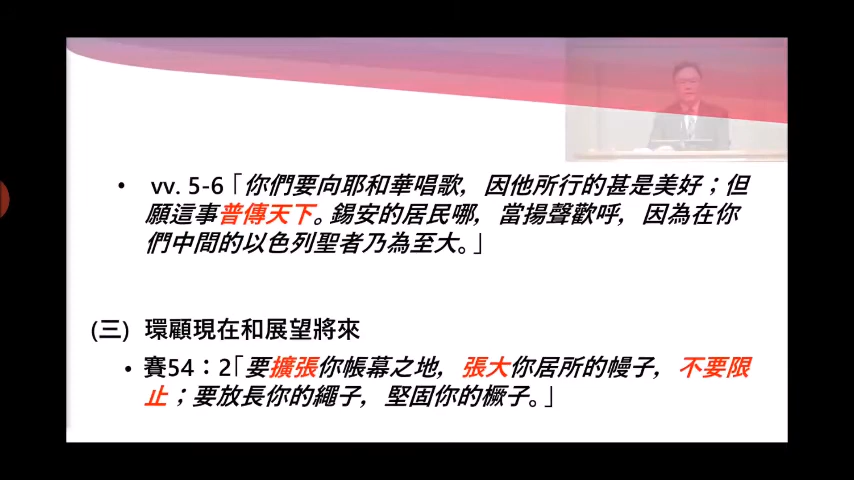 • vv. 5-6「你們要向耶和華唱歌，因他所行的甚是美好；但
願這事普傳天下。錫安的居民哪，當揚聲歡呼，因為在你
們中間的以色列聖者乃為至大。」
(三) 環顧現在和展望將來
• 賽54：2「要擴張你帳幕之地，張大你居所的幔子，不要限
止；要放長你的繩子，堅固你的橛子。」